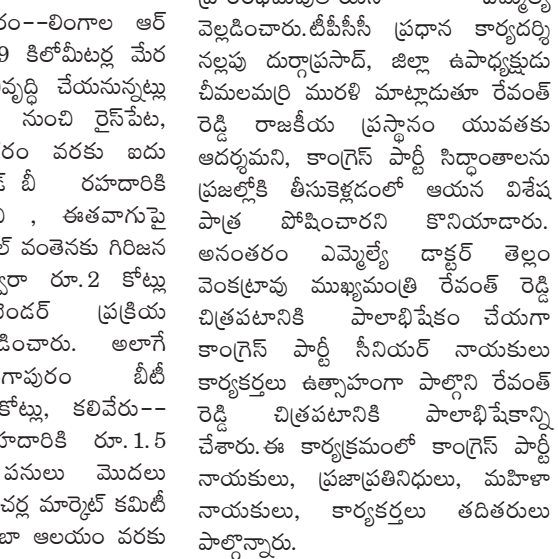 రం--లింగాల ఆర్
9 కిలోమీటర్ల మేర
వృద్ధి చేయనున్నట్లు
నుంచి రైస్‌పేట,
రం వరకు ఐదు
బీ రహదారికి
, ఈతవాగుపై
ల్ వంతెనకు గిరిజన
రా రూ.2 కోట్లు
ెండర్ ప్రక్రియ
డించారు. అలాగే
గాపురం బీటీ
కోట్లు, కలివేరు--
హదారికి రూ.1.5
పనులు మొదలు
చర్ల మార్కెట్ కమిటీ
బా ఆలయం వరకు
వెల్లడించారు.టీపీసీసీ ప్రధాన కార్యదర్శి
నల్లపు దుర్గాప్రసాద్, జిల్లా ఉపాధ్యక్షుడు
చీమలమర్రి మురళి మాట్లాడుతూ రేవంత్
రెడ్డి రాజకీయ ప్రస్థానం యువతకు
ఆదర్శమని, కాంగ్రెస్ పార్టీ సిద్ధాంతాలను
ప్రజల్లోకి తీసుకెళ్లడంలో ఆయన విశేష
పాత్ర పోషించారని కొనియాడారు.
అనంతరం ఎమ్మెల్యే డాక్టర్ తెల్లం
వెంకట్రావు ముఖ్యమంత్రి రేవంత్ రెడ్డి
చిత్రపటానికి పాలాభిషేకం చేయగా
కాంగ్రెస్ పార్టీ సీనియర్ నాయకులు
కార్యకర్తలు ఉత్సాహంగా పాల్గొని రేవంత్
రెడ్డి చిత్రపటానికి పాలాభిషేకాన్ని
చేశారు.ఈ కార్యక్రమంలో కాంగ్రెస్ పార్టీ
నాయకులు, ప్రజాప్రతినిధులు, మహిళా
నాయకులు, కార్యకర్తలు తదితరులు
పాల్గొన్నారు.